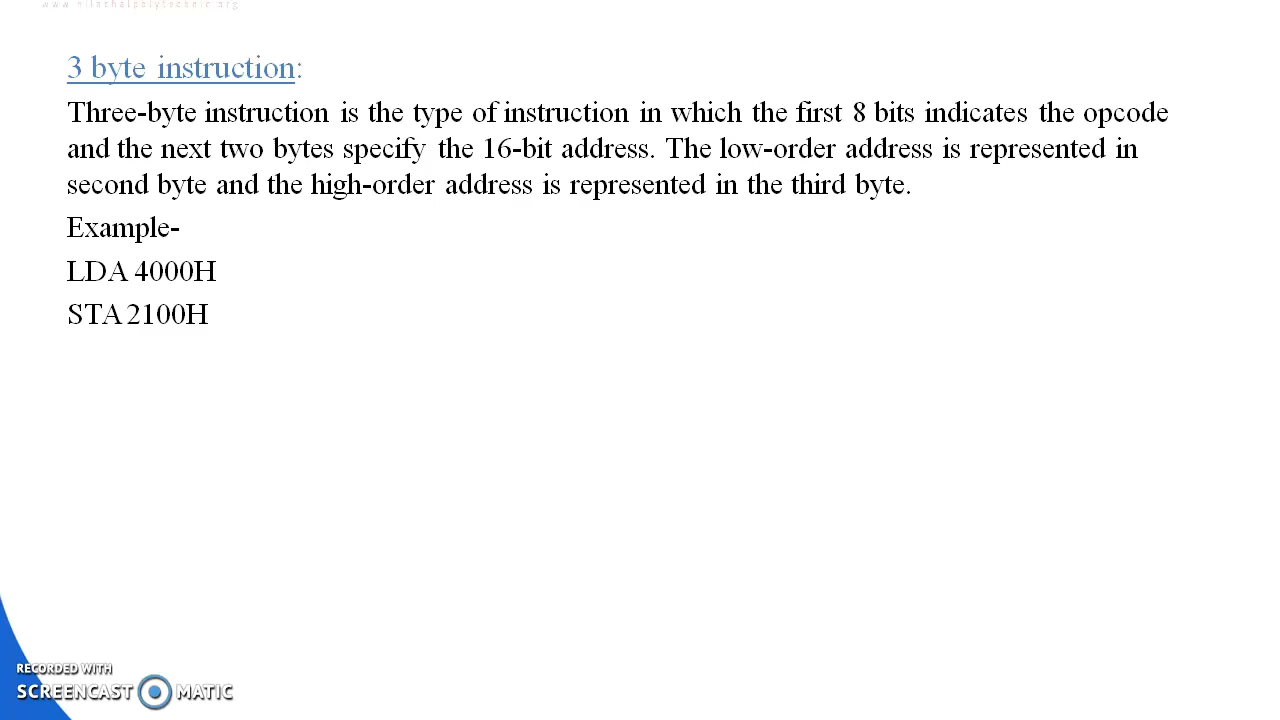 www.nilachalpolytechnic.org
3 byte instruction:
Three-byte instruction is the type of instruction in which the first 8 bits indicates the opcode
and the next two bytes specify the 16-bit address. The low-order address is represented in
second byte and the high-order address is represented in the third byte.
Example-
LDA 4000H
STA 2100H
RECORDED WITH
SCREENCAST MATIC